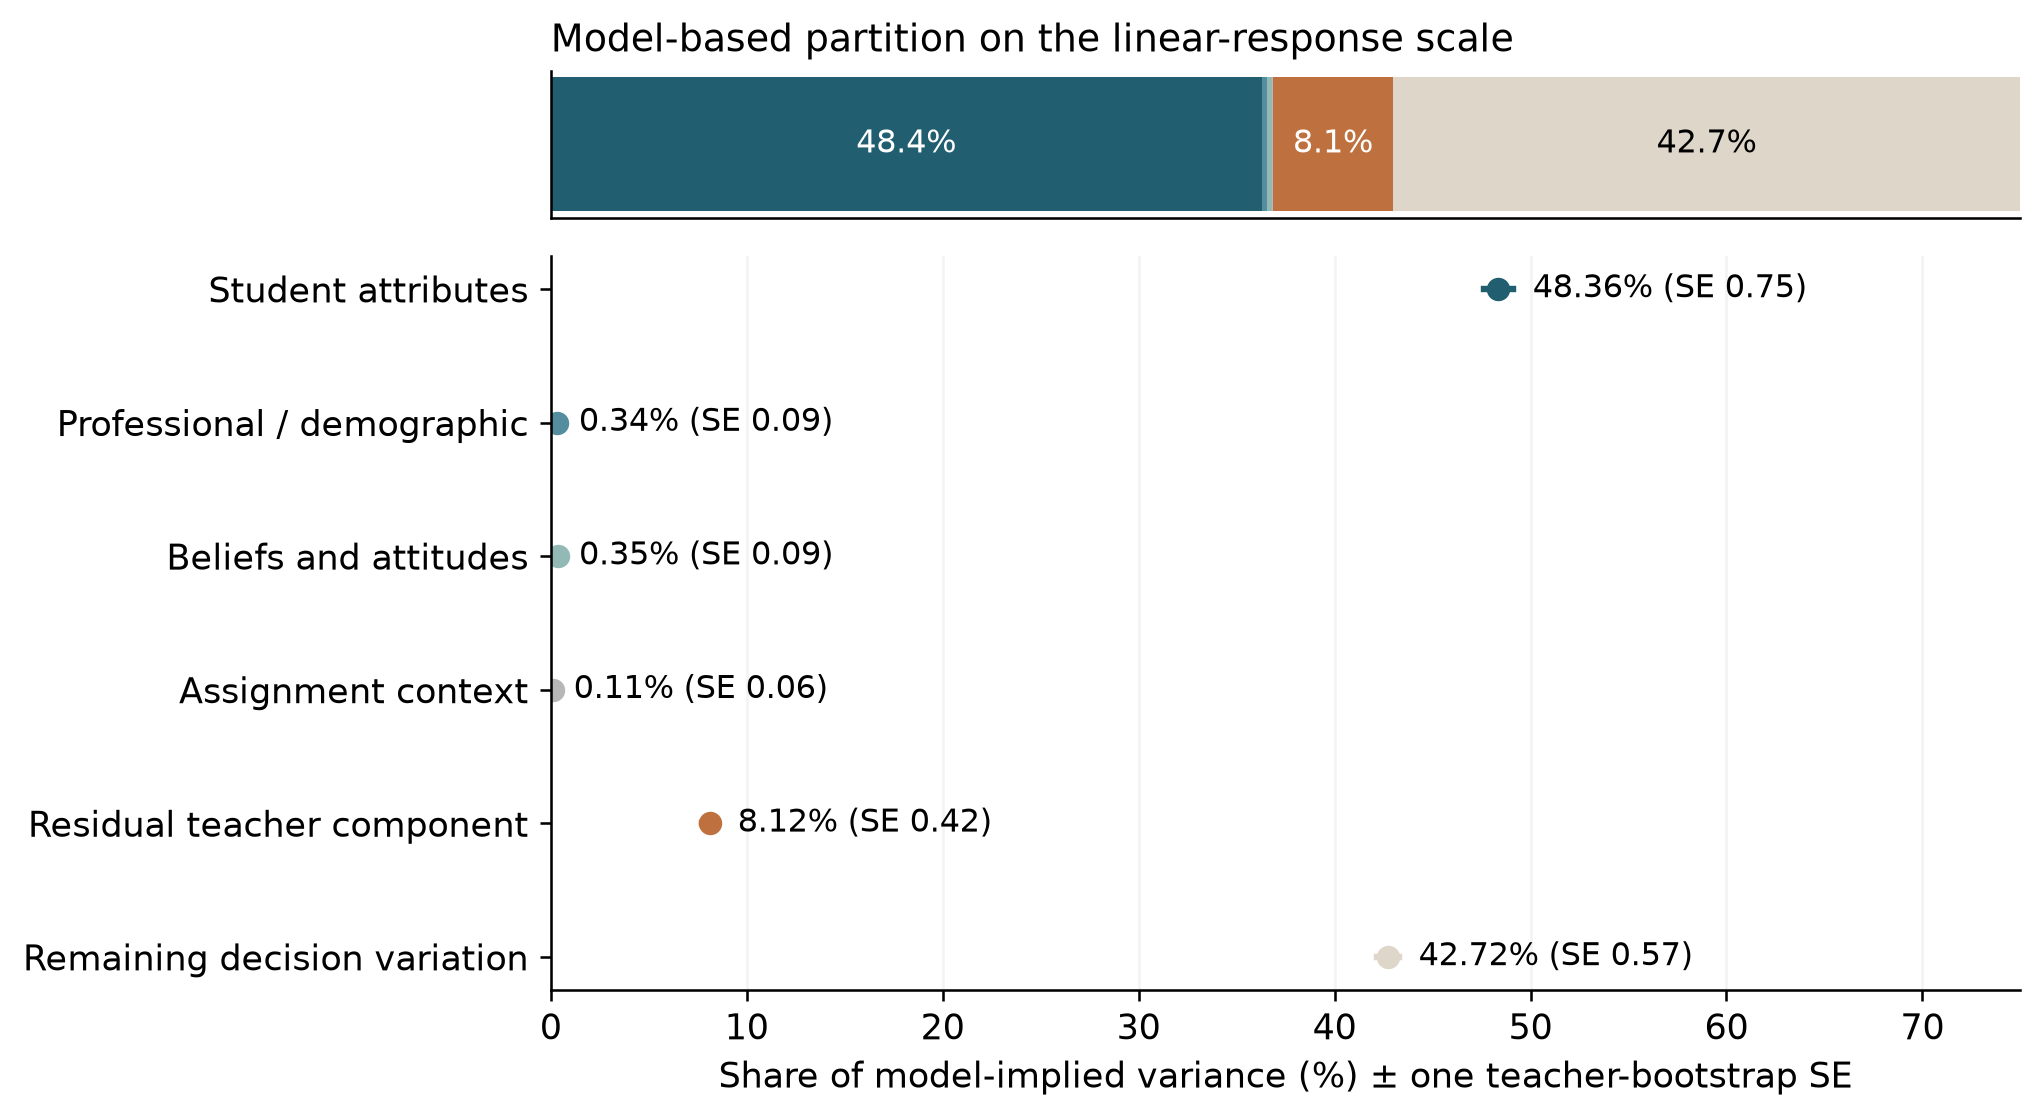 Model-based partition on the linear-response scale
48.4% 8.1% 42.7%
Student attributes 48.36% (SE 0.75)
Professional / demographic 0.34% (SE 0.09)
Beliefs and attitudes 0.35% (SE 0.09)
Assignment context 0.11% (SE 0.06)
Residual teacher component 8.12% (SE 0.42)
Remaining decision variation 42.72% (SE 0.57)
0 10 20 30 40 50 60 70
Share of model-implied variance (%) ± one teacher-bootstrap SE